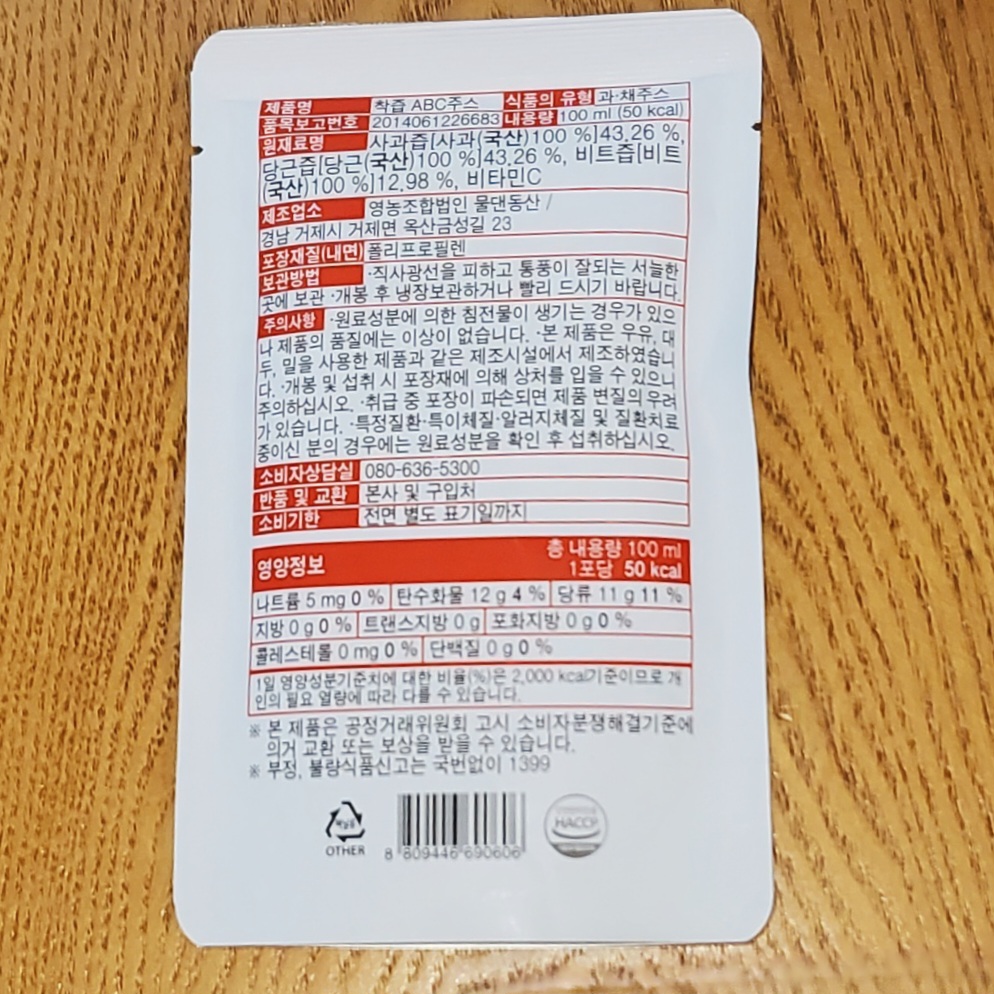 제품명 착즙 ABC주스 식품의 유형 과·채주스
품목보고번호 2014061226683 내용량 100 ml (50 kcal)
원재료명 사과즙[사과(국산)100 %]43.26 %,
당근즙[당근(국산)100 %]43.26 %, 비트즙[비트
(국산)100 %]12.98 %, 비타민C
제조업소 영농조합법인 물댄동산 /
경남 거제시 거제면 옥산금성길 23
포장재질(내면) 폴리프로필렌
보관방법 ·직사광선을 피하고 통풍이 잘되는 서늘한
곳에 보관 ·개봉 후 냉장보관하거나 빨리 드시기 바랍니다.
주의사항 ·원료성분에 의한 침전물이 생기는 경우가 있으
나 제품의 품질에는 이상이 없습니다. ·본 제품은 우유, 대
두, 밀을 사용한 제품과 같은 제조시설에서 제조하였습니
다. ·개봉 및 섭취 시 포장재에 의해 상처를 입을 수 있으니
주의하십시오. ·취급 중 포장이 파손되면 제품 변질의 우려
가 있습니다. ·특정질환·특이체질·알러지체질 및 질환치료
중이신 분의 경우에는 원료성분을 확인 후 섭취하십시오.
소비자상담실 080-636-5300
반품 및 교환 본사 및 구입처
소비기한 전면 별도 표기일까지
영양정보 총 내용량 100 ml
1포당 50 kcal
나트륨 5 mg 0 % 탄수화물 12 g 4 % 당류 11 g 11 %
지방 0 g 0 % 트랜스지방 0 g 포화지방 0 g 0 %
콜레스테롤 0 mg 0 % 단백질 0 g 0 %
1일 영양성분기준치에 대한 비율(%)은 2,000 kcal기준이므로 개
인의 필요 열량에 따라 다를 수 있습니다.
※ 본 제품은 공정거래위원회 고시 소비자분쟁해결기준에
의거 교환 또는 보상을 받을 수 있습니다.
※ 부정, 불량식품신고는 국번없이 1399
OTHER
8 809446 690606
HACCP